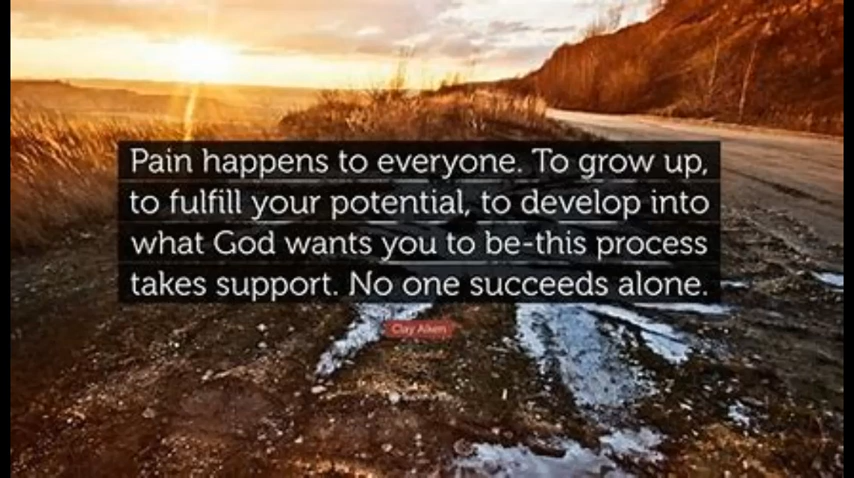 Pain happens to everyone. To grow up,
to fulfill your potential, to develop into
what God wants you to be-this process
takes support. No one succeeds alone.
Clay Aiken